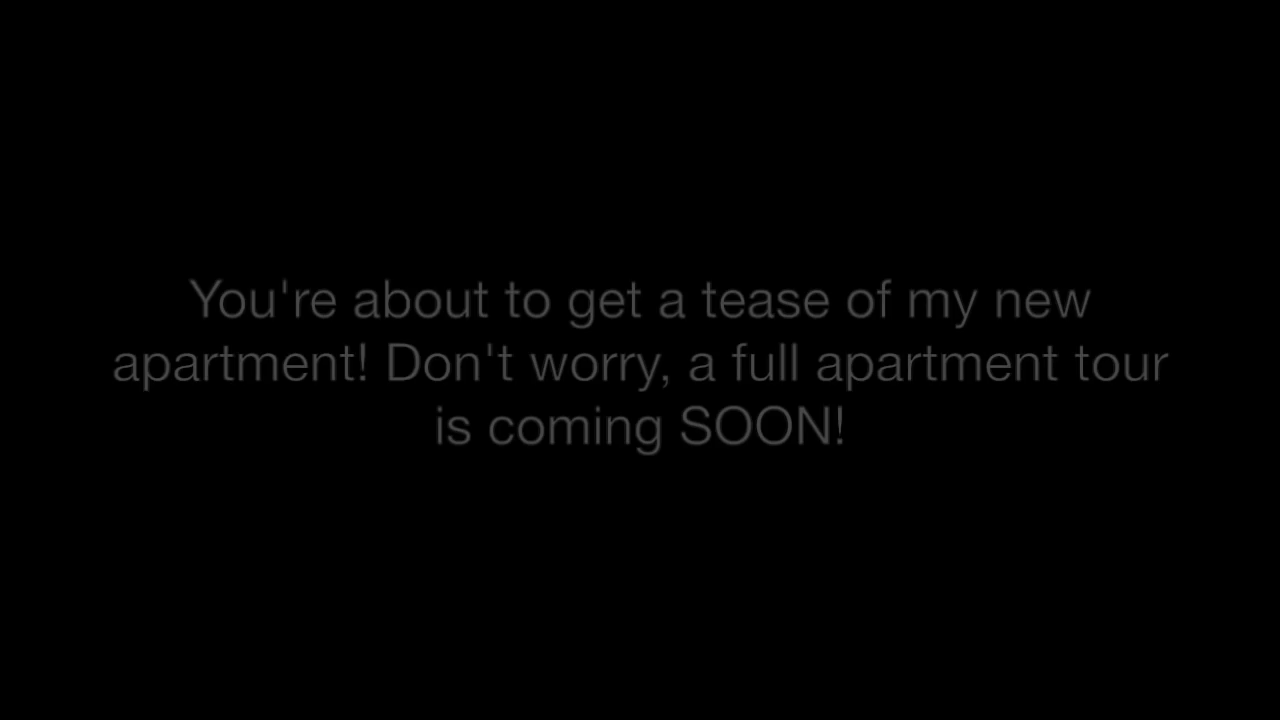 You're about to get a tease of my new
apartment! Don't worry, a full apartment tour
is coming SOON!